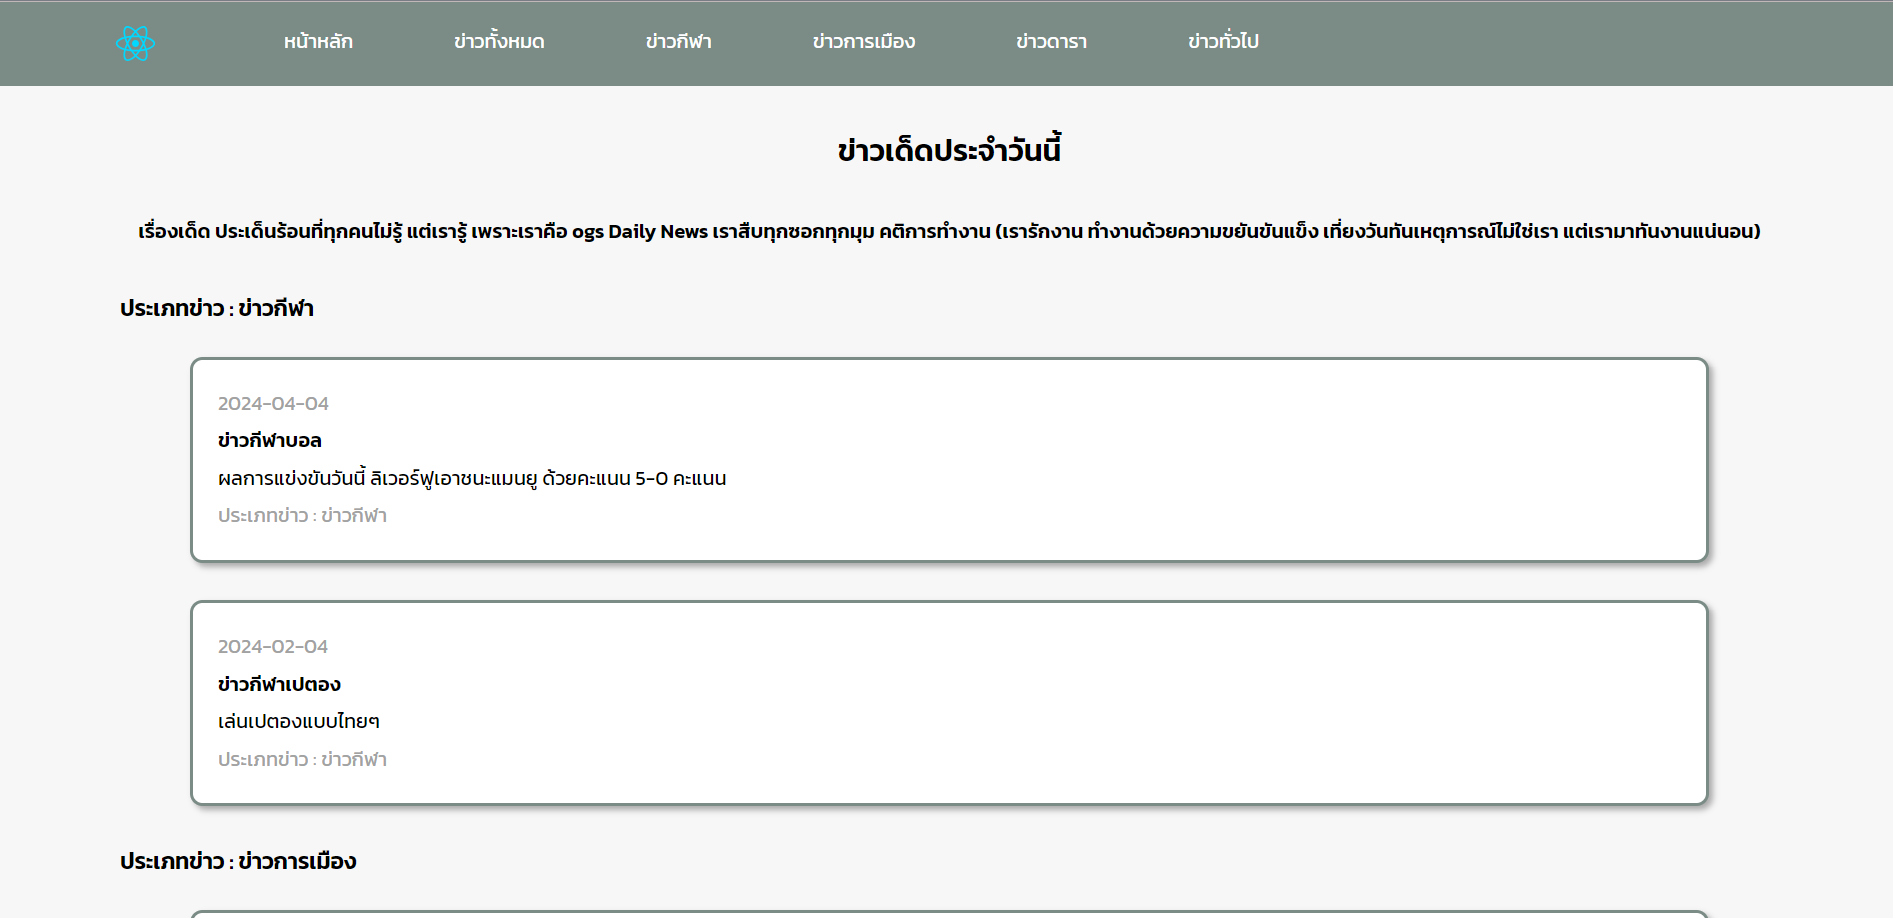 หน้าหลัก ข่าวทั้งหมด ข่าวกีฬา ข่าวการเมือง ข่าวดารา ข่าวทั่วไป
ข่าวเด็ดประจำวันนี้
เรื่องเด็ด ประเด็นร้อนที่ทุกคนไม่รู้ แต่เรารู้ เพราะเราคือ ogs Daily News เราสืบทุกซอกทุกมุม คติการทำงาน (เรารักงาน ทำงานด้วยความขยันขันแข็ง เที่ยงวันทันเหตุการณ์ไม่ใช่เรา แต่เรามาทันงานแน่นอน)
ประเภทข่าว : ข่าวกีฬา
2024-04-04
ข่าวกีฬาบอล
ผลการแข่งขันวันนี้ ลิเวอร์ฟูเอาชนะแมนยู ด้วยคะแนน 5-0 คะแนน
ประเภทข่าว : ข่าวกีฬา
2024-02-04
ข่าวกีฬาเปตอง
เล่นเปตองแบบไทยๆ
ประเภทข่าว : ข่าวกีฬา
ประเภทข่าว : ข่าวการเมือง